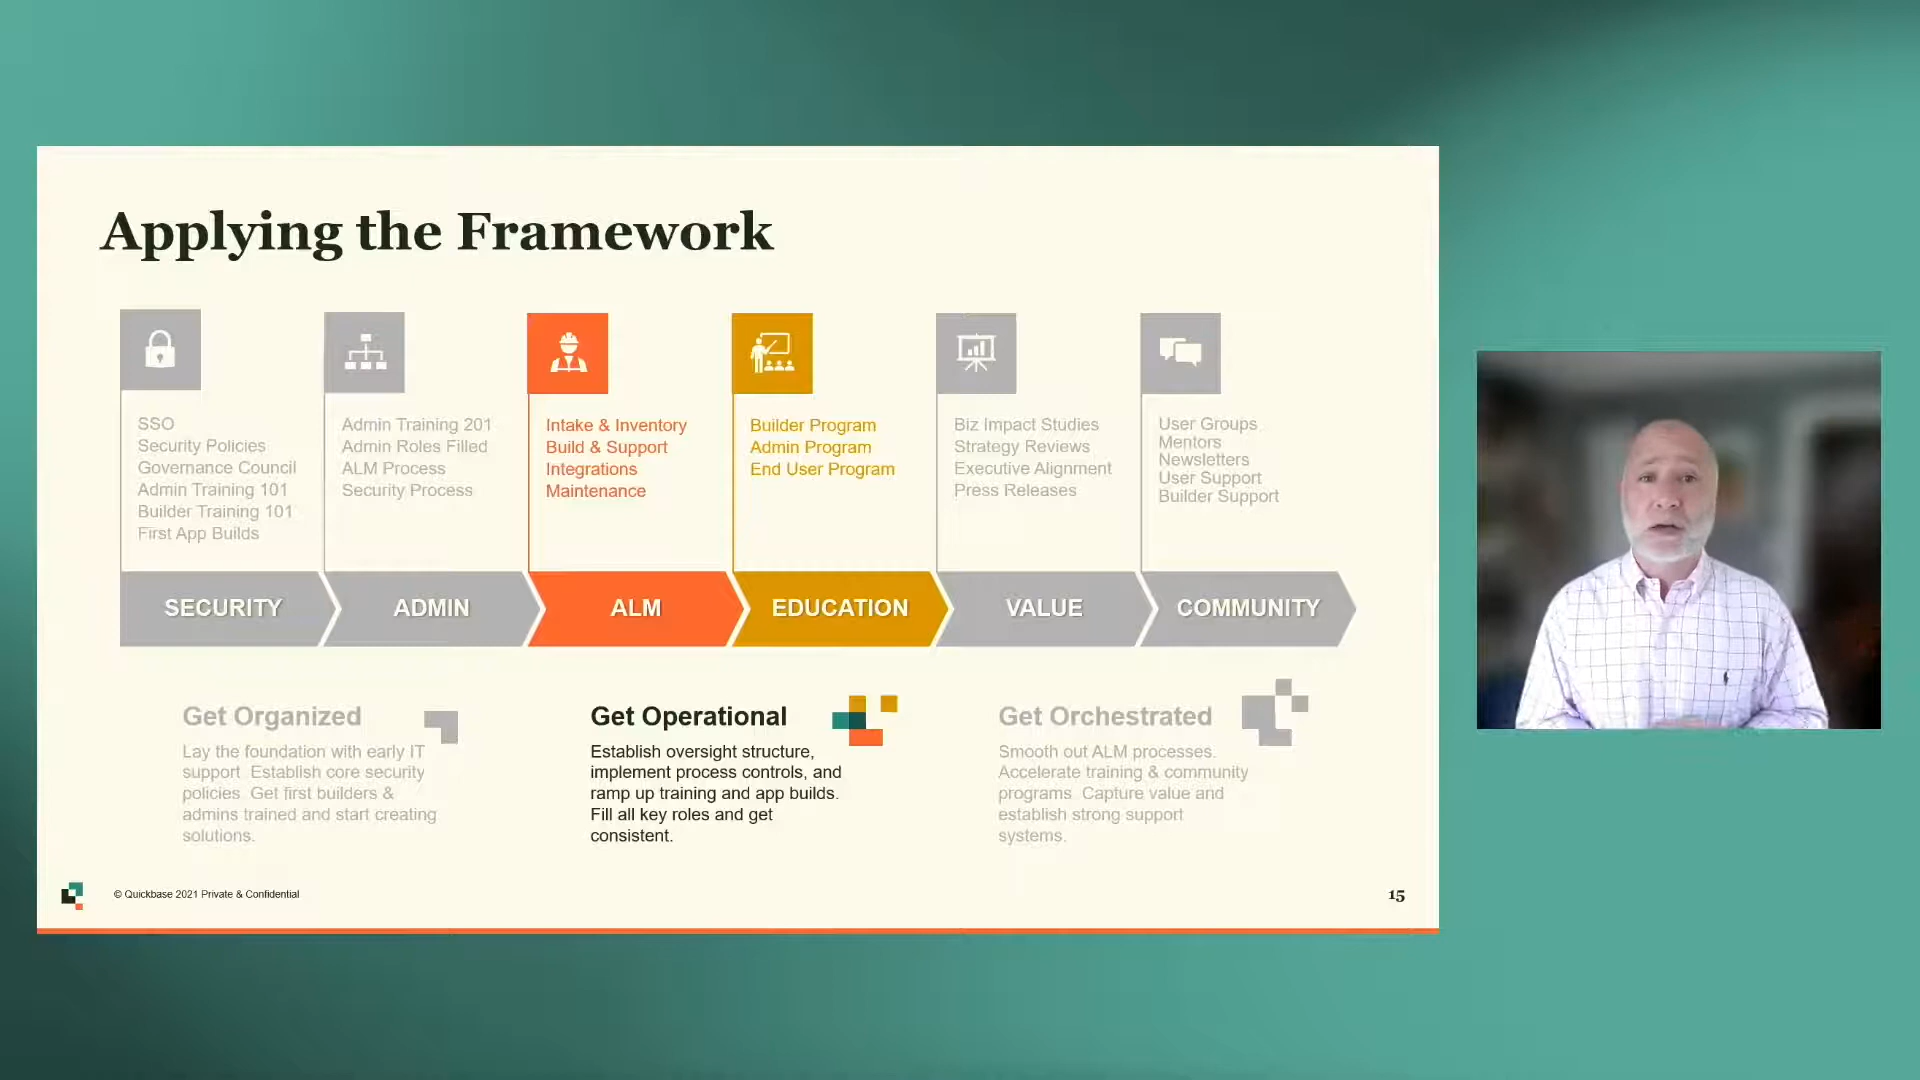 Applying the Framework
SSO
Security Policies
Governance Council
Admin Training 101
Builder Training 101
First App Builds
Admin Training 201
Admin Roles Filled
ALM Process
Security Process
Intake & Inventory
Build & Support
Integrations
Maintenance
Builder Program
Admin Program
End User Program
Biz Impact Studies
Strategy Reviews
Executive Alignment
Press Releases
User Groups
Mentors
Newsletters
User Support
Builder Support
SECURITY
ADMIN
ALM
EDUCATION
VALUE
COMMUNITY
Get Organized
Lay the foundation with early IT
support. Establish core security
policies. Get first builders &
admins trained and start creating
solutions.
Get Operational
Establish oversight structure,
implement process controls, and
ramp up training and app builds.
Fill all key roles and get
consistent.
Get Orchestrated
Smooth out ALM processes.
Accelerate training & community
programs. Capture value and
establish strong support
systems.
© Quickbase 2021 Private & Confidential
15